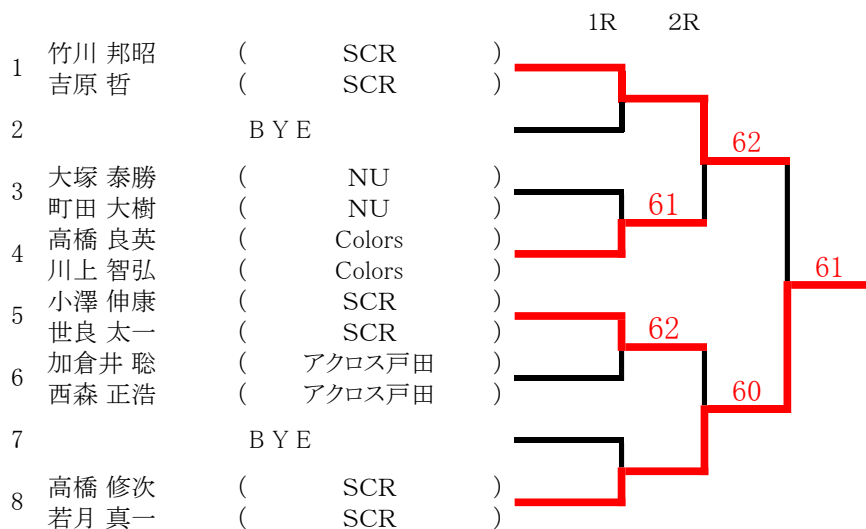 1R 2R
1 竹川 邦昭 ( SCR )
吉原 哲 ( SCR )
2 BYE
62
3 大塚 泰勝 ( NU )
町田 大樹 ( NU )
61
4 高橋 良英 ( Colors )
川上 智弘 ( Colors )
61
5 小澤 伸康 ( SCR )
世良 太一 ( SCR )
62
6 加倉井 聡 ( アクロス戸田 )
西森 正浩 ( アクロス戸田 )
60
7 BYE
8 高橋 修次 ( SCR )
若月 真一 ( SCR )